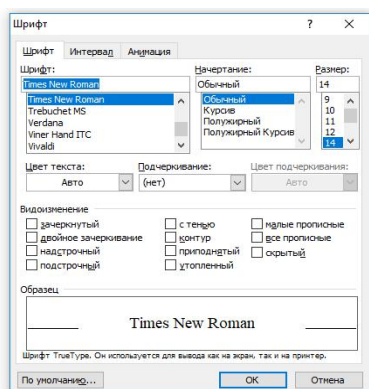 Шрифт ? ×
Шрифт Интервал Анимация
Шрифт: Начертание: Размер:
Times New Roman Обычный 14
Times New Roman Обычный 9
Trebuchet MS Курсив 10
Verdana Полужирный 11
Viner Hand ITC Полужирный Курсив 12
Vivaldi 14
Цвет текста: Подчеркивание: Цвет подчеркивания:
Авто (нет) Авто
Видоизменение
зачеркнутый с тенью малые прописные
двойное зачеркивание контур все прописные
надстрочный приподнятый скрытый
подстрочный утопленный
Образец
Times New Roman
Шрифт TrueType. Он используется для вывода как на экран, так и на принтер.
По умолчанию... ОК Отмена